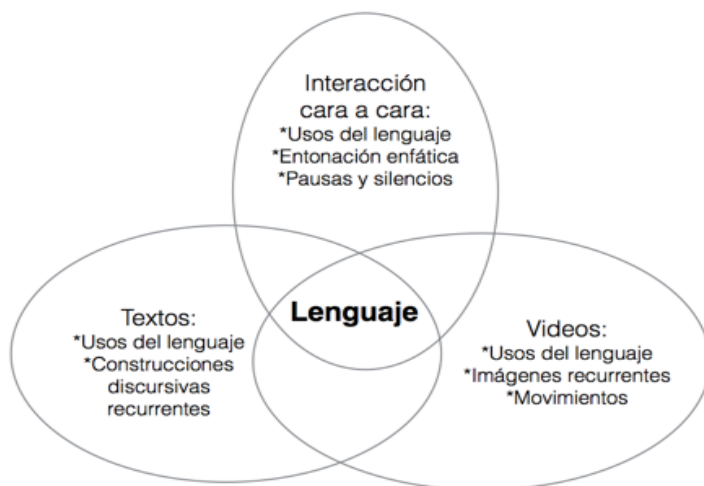 Interacción
cara a cara:
*Usos del lenguaje
*Entonación enfática
*Pausas y silencios
Lenguaje
Textos:
*Usos del lenguaje
*Construcciones
discursivas
recurrentes
Videos:
*Usos del lenguaje
*Imágenes recurrentes
*Movimientos